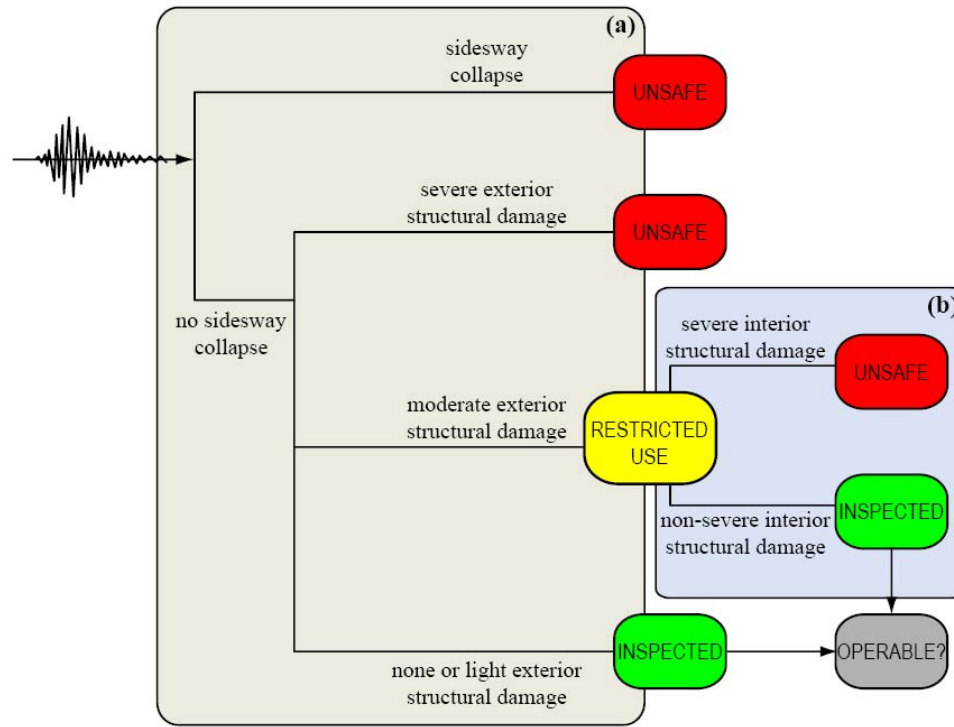 (a)
sidesway
collapse
UNSAFE
severe exterior
structural damage
UNSAFE
no sidesway
collapse
(b)
severe interior
structural damage
UNSAFE
moderate exterior
structural damage
RESTRICTED
USE
non-severe interior
structural damage
INSPECTED
none or light exterior
structural damage
INSPECTED
OPERABLE?